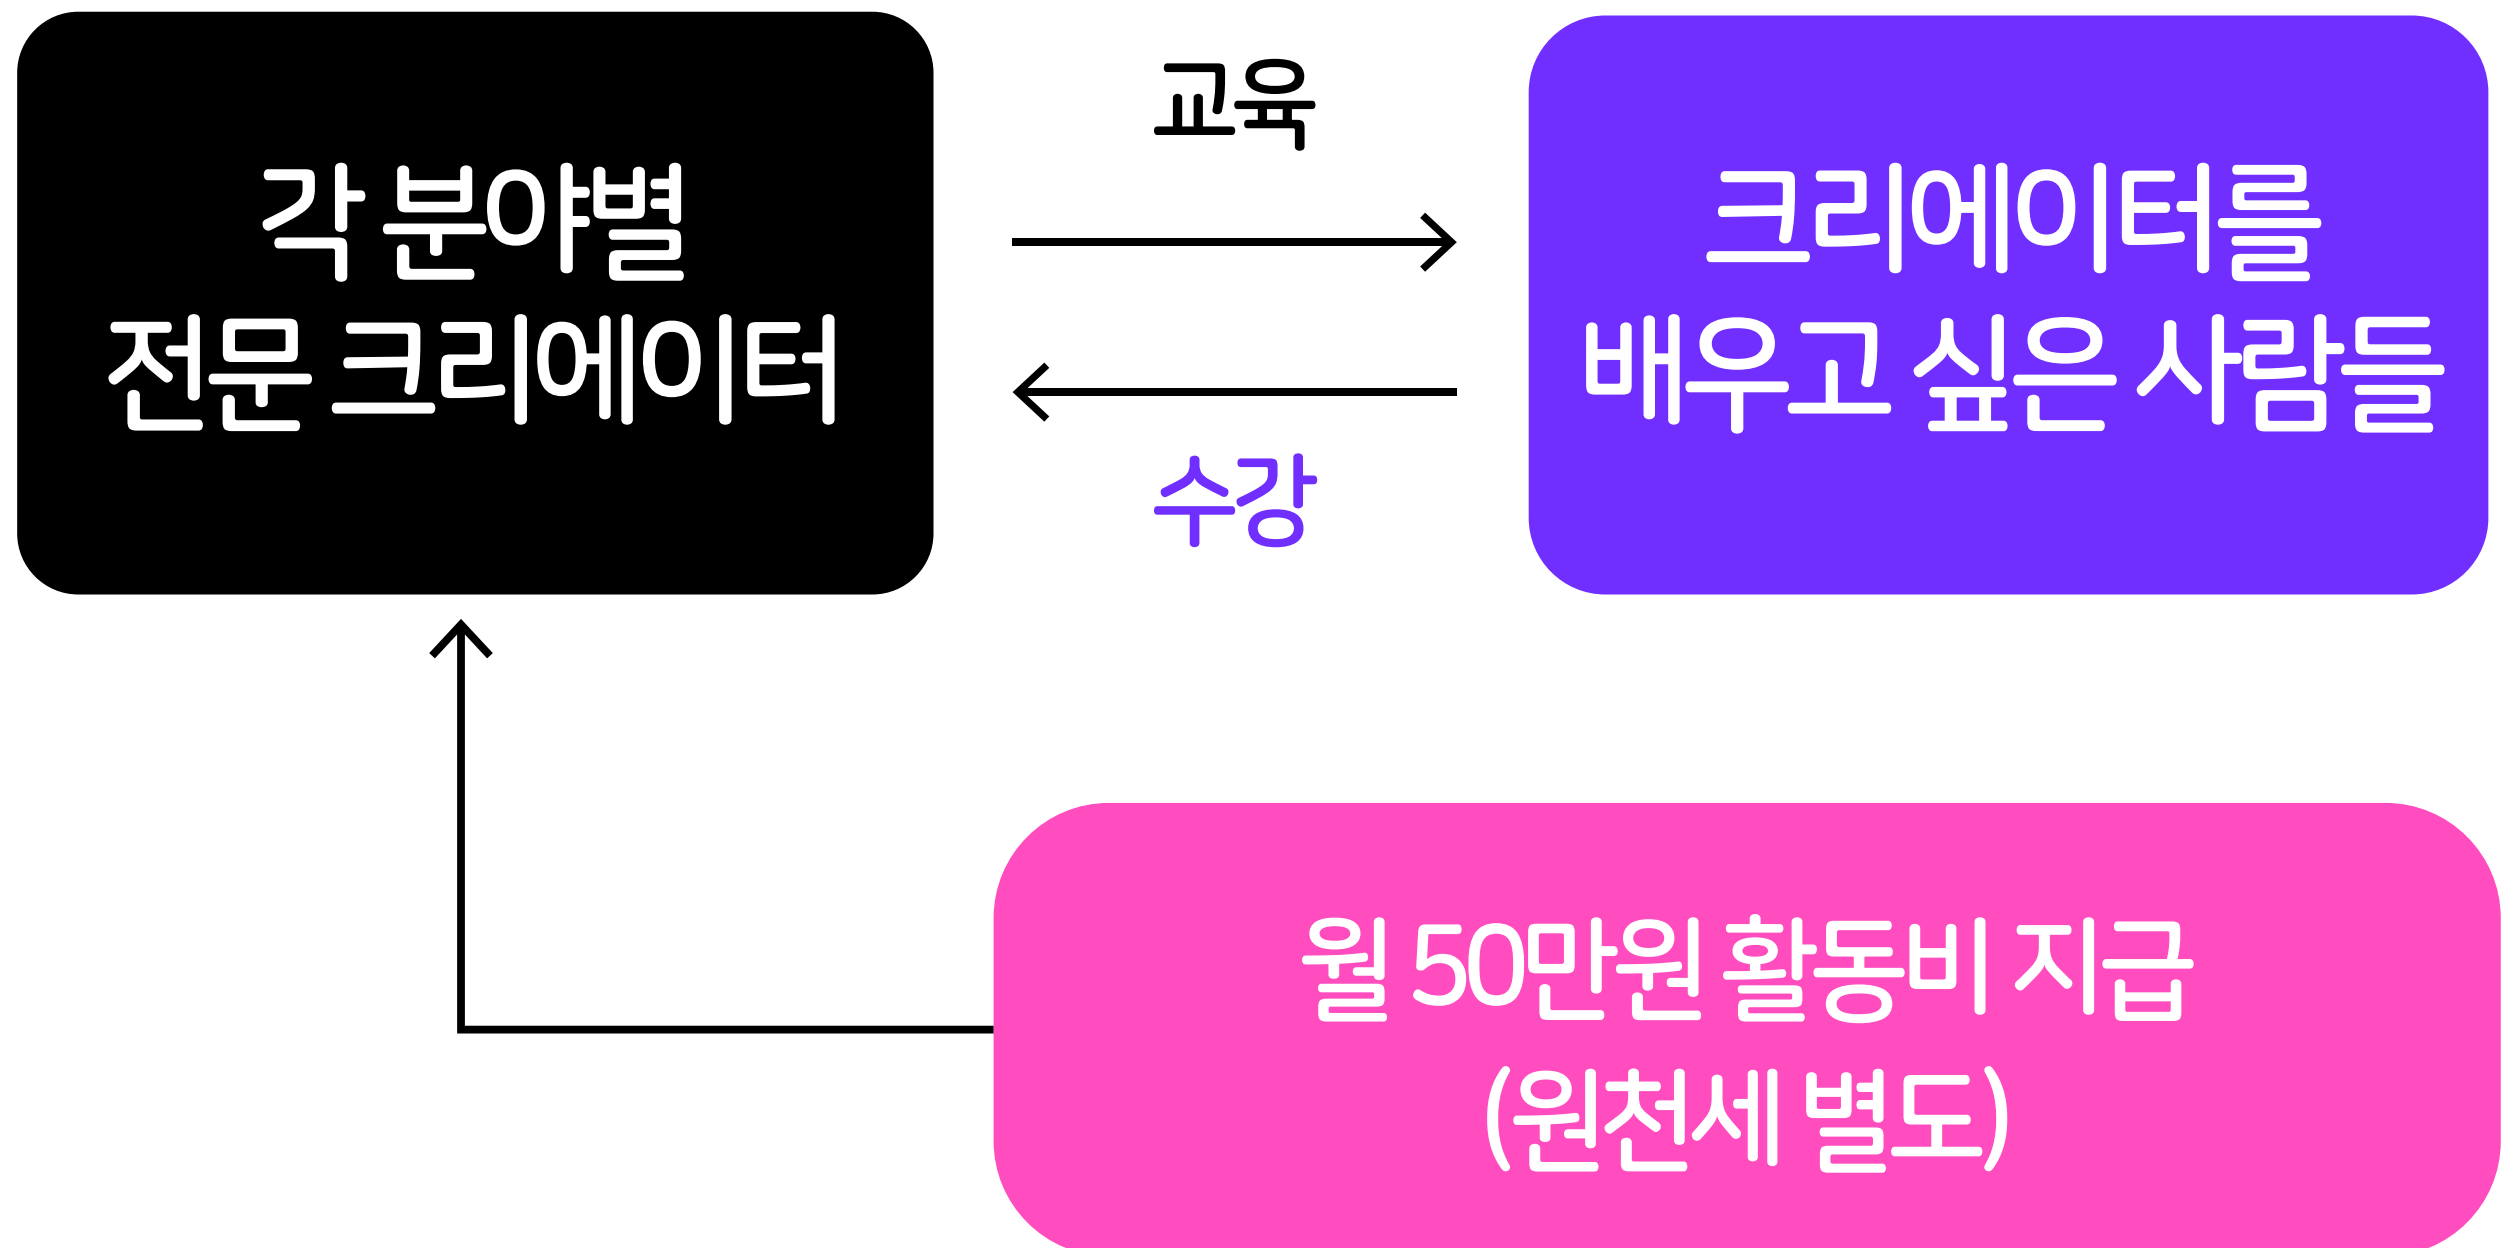 각 분야별
전문 크리에이터
교육
수강
크리에이터를
배우고 싶은 사람들
월 50만원 활동비 지급
(원천세 별도)